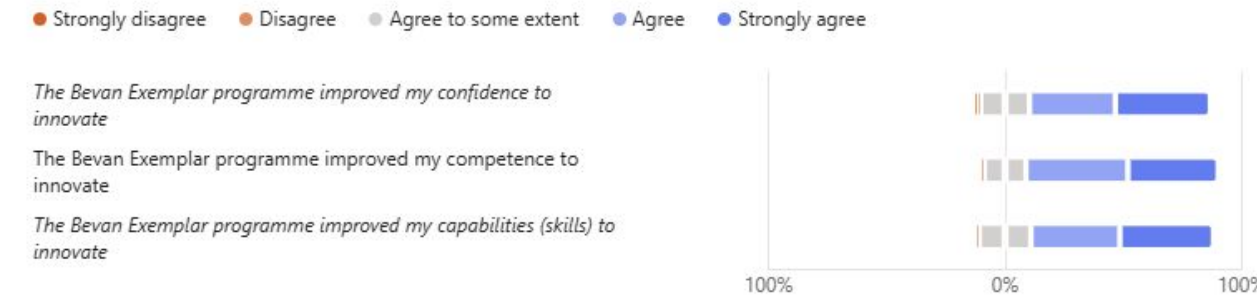 Strongly disagree Disagree Agree to some extent Agree Strongly agree
The Bevan Exemplar programme improved my confidence to
innovate
The Bevan Exemplar programme improved my competence to
innovate
The Bevan Exemplar programme improved my capabilities (skills) to
innovate
100% 0% 100%